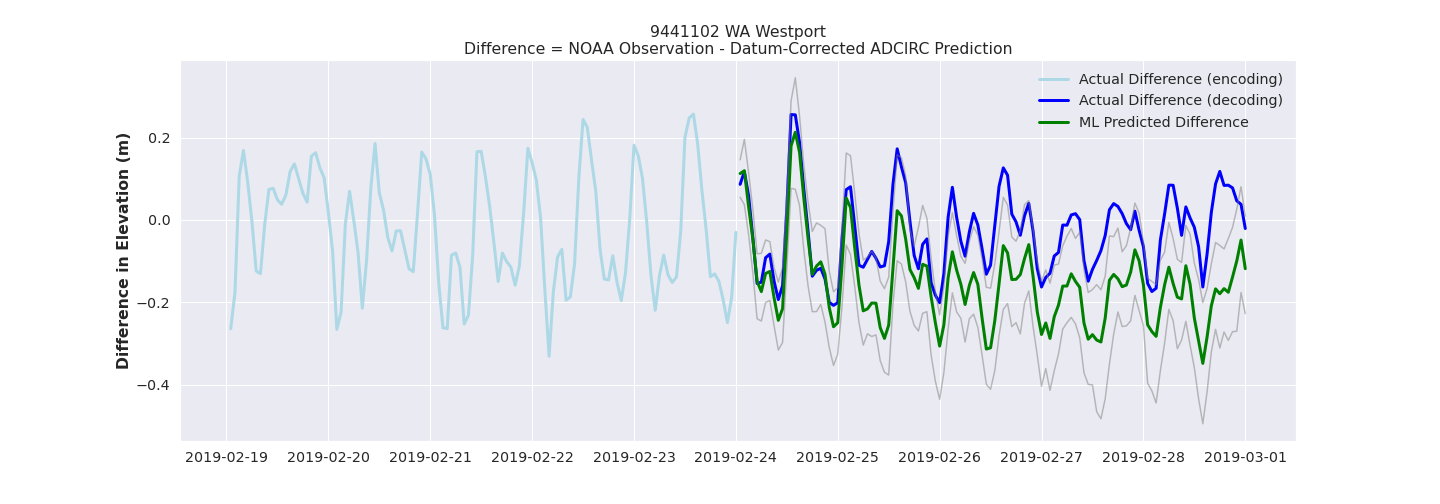 9441102 WA Westport
Difference = NOAA Observation - Datum-Corrected ADCIRC Prediction
Actual Difference (encoding)
Actual Difference (decoding)
ML Predicted Difference
Difference in Elevation (m)
0.2
0.0
−0.2
−0.4
2019-02-19 2019-02-20 2019-02-21 2019-02-22 2019-02-23 2019-02-24 2019-02-25 2019-02-26 2019-02-27 2019-02-28 2019-03-01